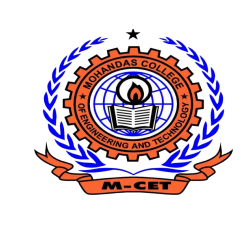 MOHANDAS COLLEGE
OF ENGINEERING AND TECHNOLOGY
M-CET